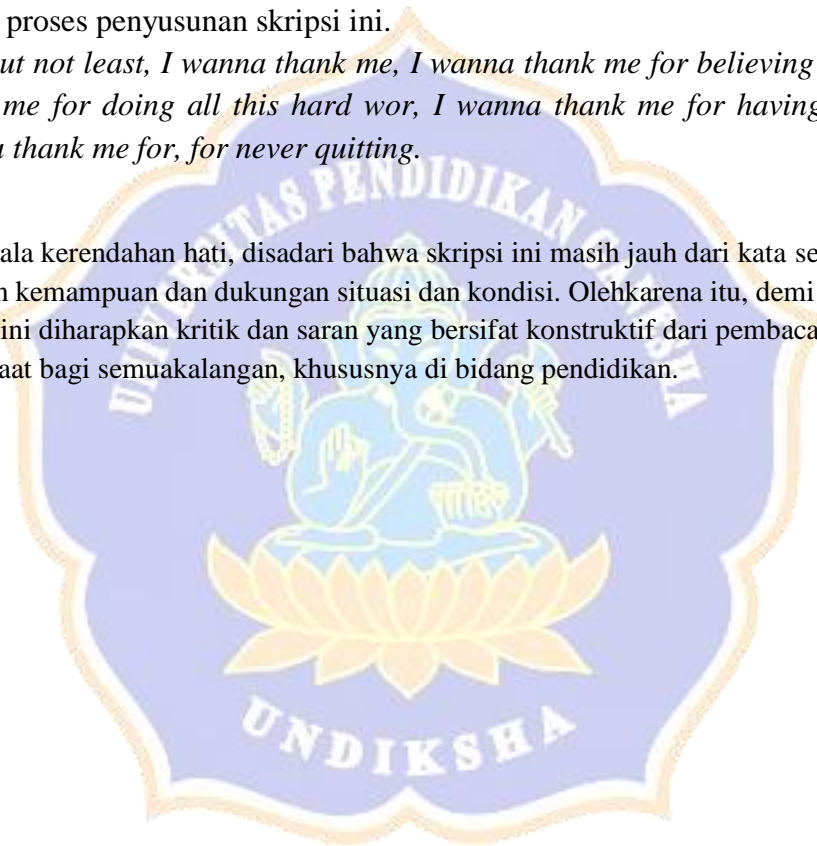 proses penyusunan skripsi ini.
ut not least, I wanna thank me, I wanna thank me for believing
me for doing all this hard wor, I wanna thank me for having
thank me for, for never quitting.
UNIVERSITAS PENDIDIKAN GANESHA
ala kerendahan hati, disadari bahwa skripsi ini masih jauh dari kata se
n kemampuan dan dukungan situasi dan kondisi. Olehkarena itu, demi
ini diharapkan kritik dan saran yang bersifat konstruktif dari pembaca
aat bagi semuakalangan, khususnya di bidang pendidikan.
UNDIKSHA